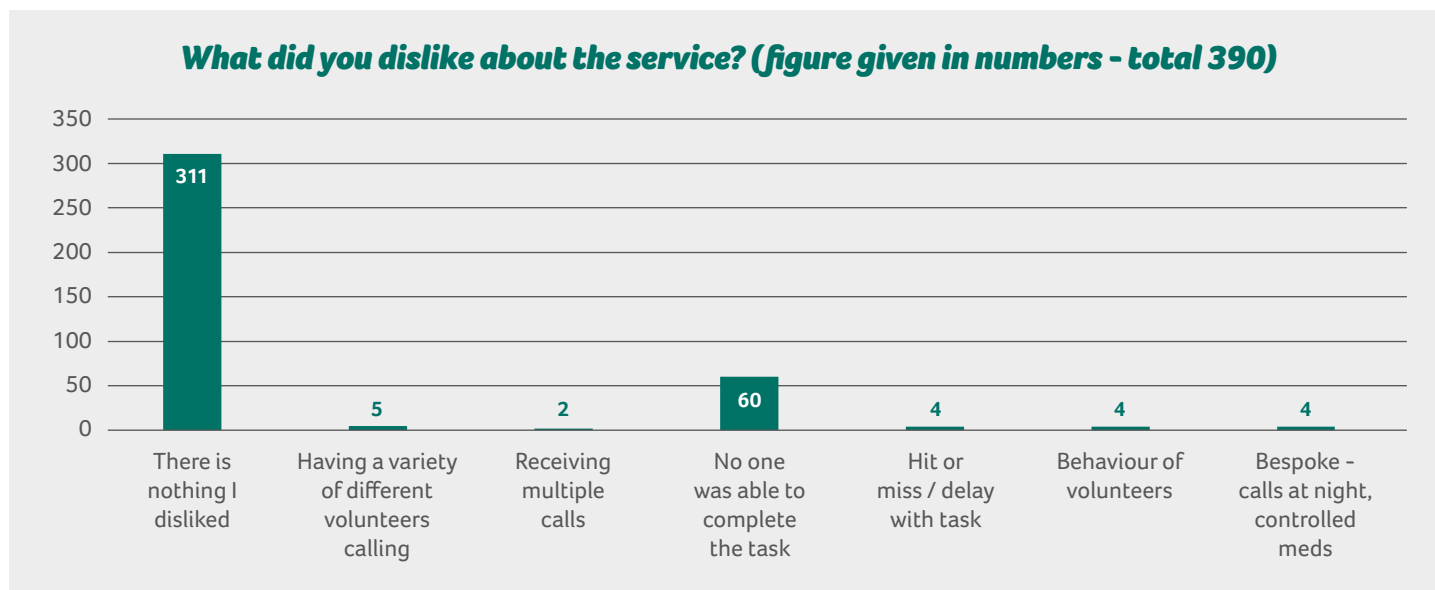 What did you dislike about the service? (figure given in numbers - total 390)
350
300
250
200
150
100
50
0
311
5
2
60
4
4
4
There is
nothing I
disliked
Having a variety
of different
volunteers
calling
Receiving
multiple
calls
No one
was able to
complete
the task
Hit or
miss / delay
with task
Behaviour of
volunteers
Bespoke -
calls at night,
controlled
meds